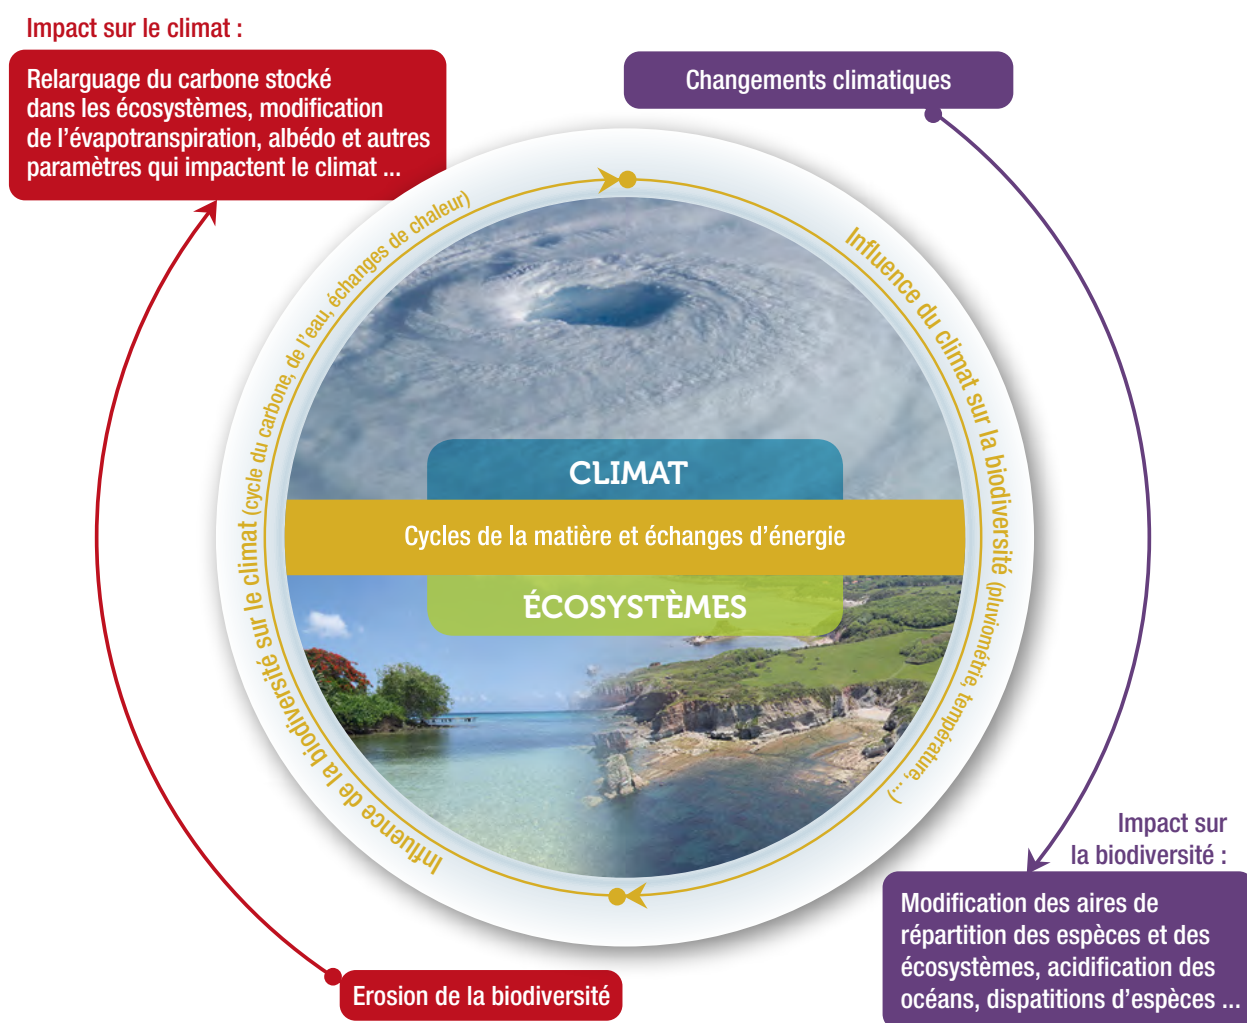 Impact sur le climat :
Relarguage du carbone stocké
dans les écosystèmes, modification
de l'évapotranspiration, albédo et autres
paramètres qui impactent le climat ...
Changements climatiques
Influence de la biodiversité sur le climat (cycle du carbone, de l'eau, échanges de chaleur)
Influence du climat sur la biodiversité (pluviométrie, température, ...)
CLIMAT
Cycles de la matière et échanges d'énergie
ÉCOSYSTÈMES
Impact sur
la biodiversité :
Modification des aires de
répartition des espèces et des
écosystèmes, acidification des
océans, dispatitions d'espèces ...
Erosion de la biodiversité